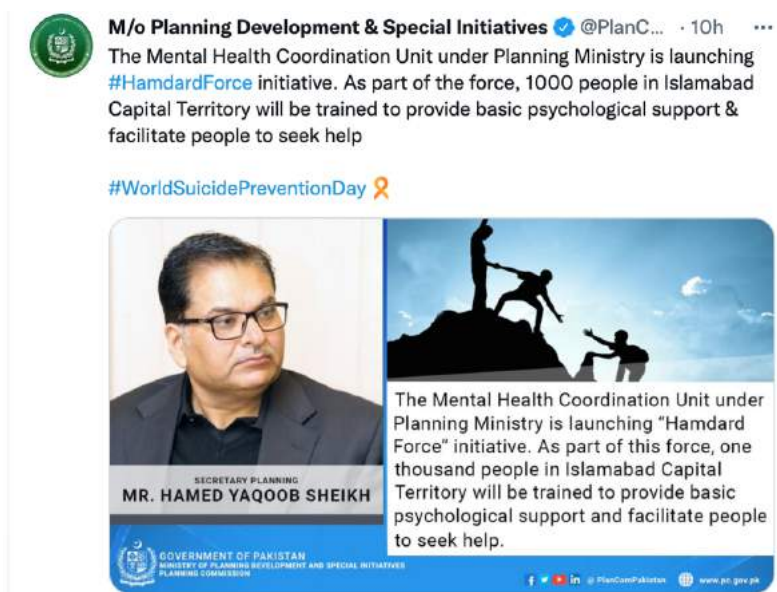 M/o Planning Development & Special Initiatives @PlanC... · 10h ...
The Mental Health Coordination Unit under Planning Ministry is launching
#HamdardForce initiative. As part of the force, 1000 people in Islamabad
Capital Territory will be trained to provide basic psychological support &
facilitate people to seek help
#WorldSuicidePreventionDay
The Mental Health Coordination Unit under
Planning Ministry is launching “Hamdard
Force” initiative. As part of this force, one
thousand people in Islamabad Capital
Territory will be trained to provide basic
psychological support and facilitate people
to seek help.
SECRETARY PLANNING
MR. HAMED YAQOOB SHEIKH
GOVERNMENT OF PAKISTAN
MINISTRY OF PLANNING DEVELOPMENT AND SPECIAL INITIATIVES
PLANNING COMMISSION
@PlanComPakistan
www.pc.gov.pk